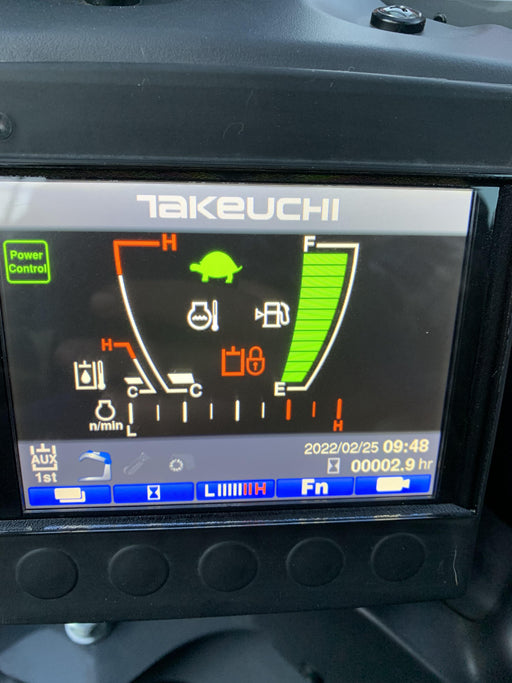 TAKEUCHI
Power
Control
H
F
H
C
C
E
n/min
L
H
2022/02/25 09:48
AUX
1st
00002.9 hr
L H
Fn